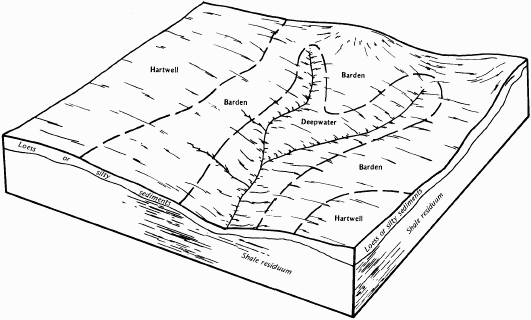 Hartwell
Barden
Barden
Deepwater
Barden
Hartwell
Loess or silty sediments
Shale residuum
Loess or silty sediments
Shale residuum